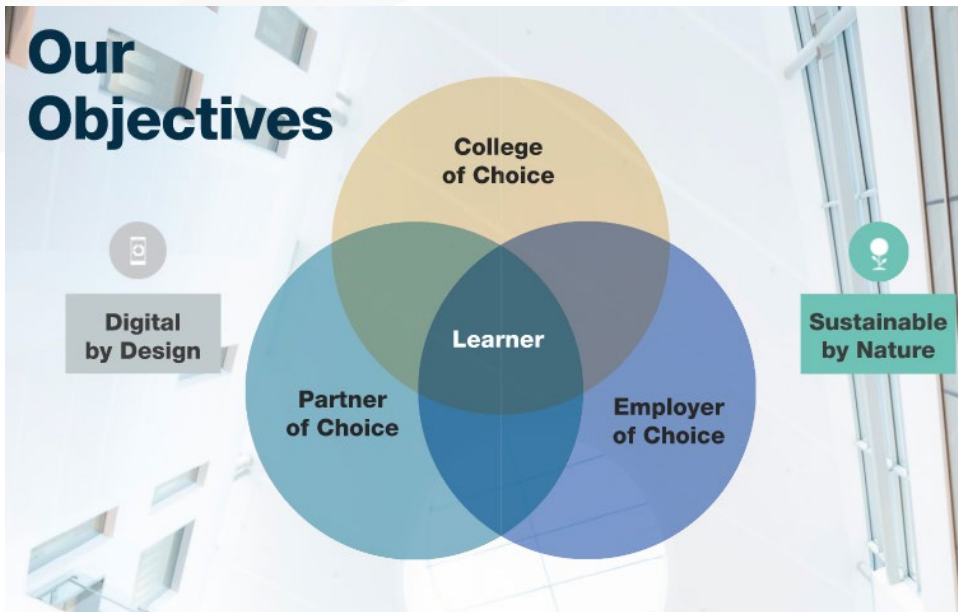 Our
Objectives
College
of Choice
Digital
by Design
Learner
Sustainable
by Nature
Partner
of Choice
Employer
of Choice